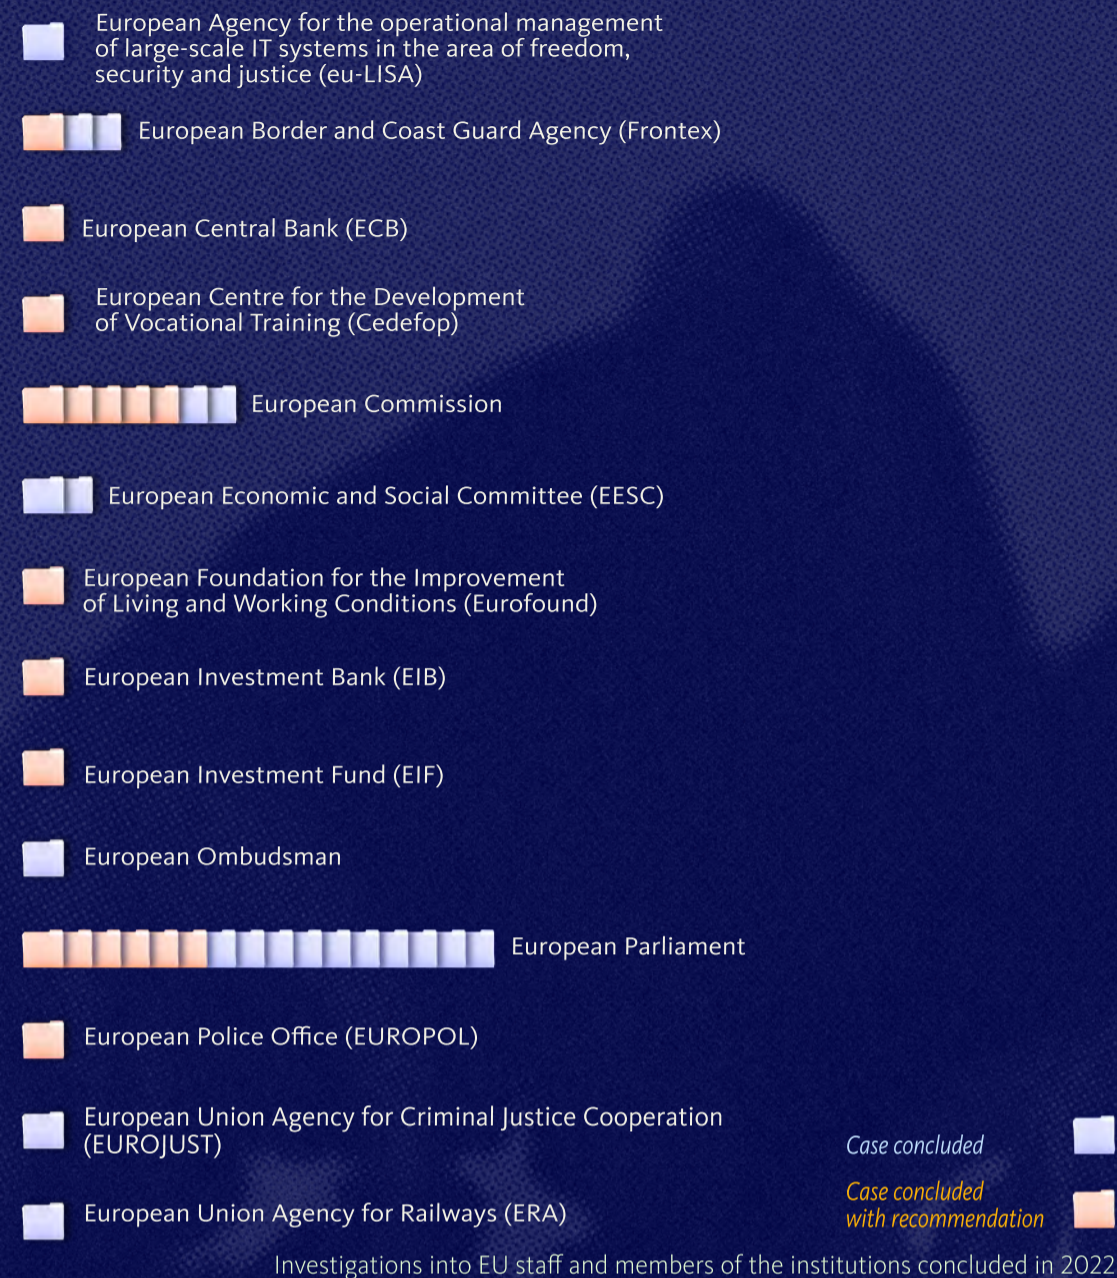 European Agency for the operational management
of large-scale IT systems in the area of freedom,
security and justice (eu-LISA)
European Border and Coast Guard Agency (Frontex)
European Central Bank (ECB)
European Centre for the Development
of Vocational Training (Cedefop)
European Commission
European Economic and Social Committee (EESC)
European Foundation for the Improvement
of Living and Working Conditions (Eurofound)
European Investment Bank (EIB)
European Investment Fund (EIF)
European Ombudsman
European Parliament
European Police Office (EUROPOL)
European Union Agency for Criminal Justice Cooperation
(EUROJUST)
European Union Agency for Railways (ERA)
Case concluded
Case concluded
with recommendation
Investigations into EU staff and members of the institutions concluded in 2022